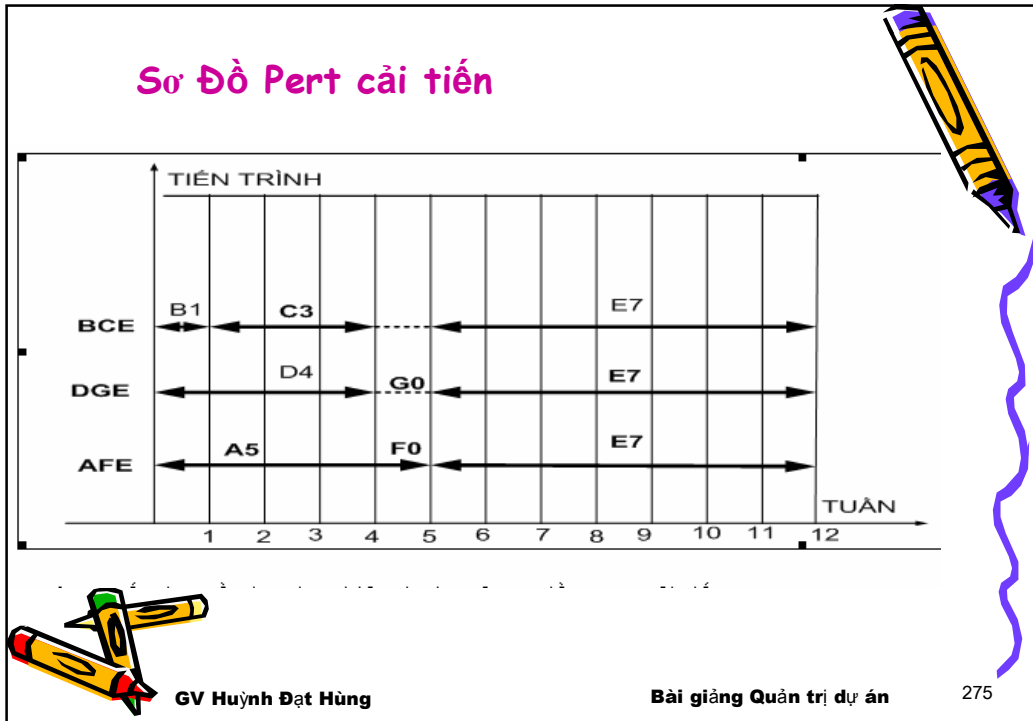 Sơ Đồ Pert cải tiến
TIẾN TRÌNH
BCE B1 C3 E7
DGE D4 G0 E7
AFE A5 F0 E7
TUẦN
1 2 3 4 5 6 7 8 9 10 11 12
GV Huỳnh Đạt Hùng Bài giảng Quản trị dự án 275